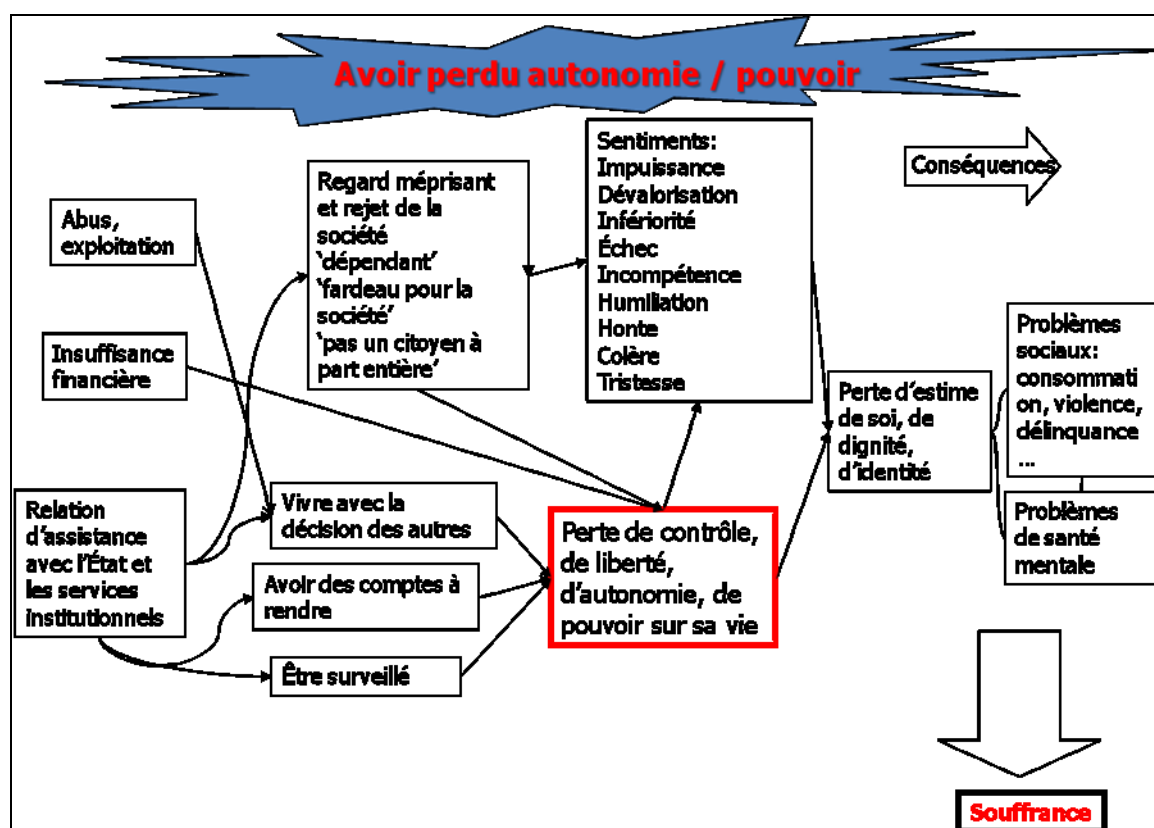 Avoir perdu autonomie / pouvoir
Sentiments:
Impuissance
Dévalorisation
Infériorité
Échec
Incompétence
Humiliation
Honte
Colère
Tristesse
Conséquences
Regard méprisant
et rejet de la
société
‘dépendant’
‘fardeau pour la
société’
‘pas un citoyen à
part entière’
Abus,
exploitation
Insuffisance
financière
Problèmes
sociaux:
consommati
on, violence,
délinquance
...
Perte d’estime
de soi, de
dignité,
d’identité
Relation
d’assistance
avec l’État et
les services
institutionnels
Vivre avec la
décision des autres
Avoir des comptes à
rendre
Être surveillé
Perte de contrôle,
de liberté,
d’autonomie, de
pouvoir sur sa vie
Problèmes
de santé
mentale
Souffrance